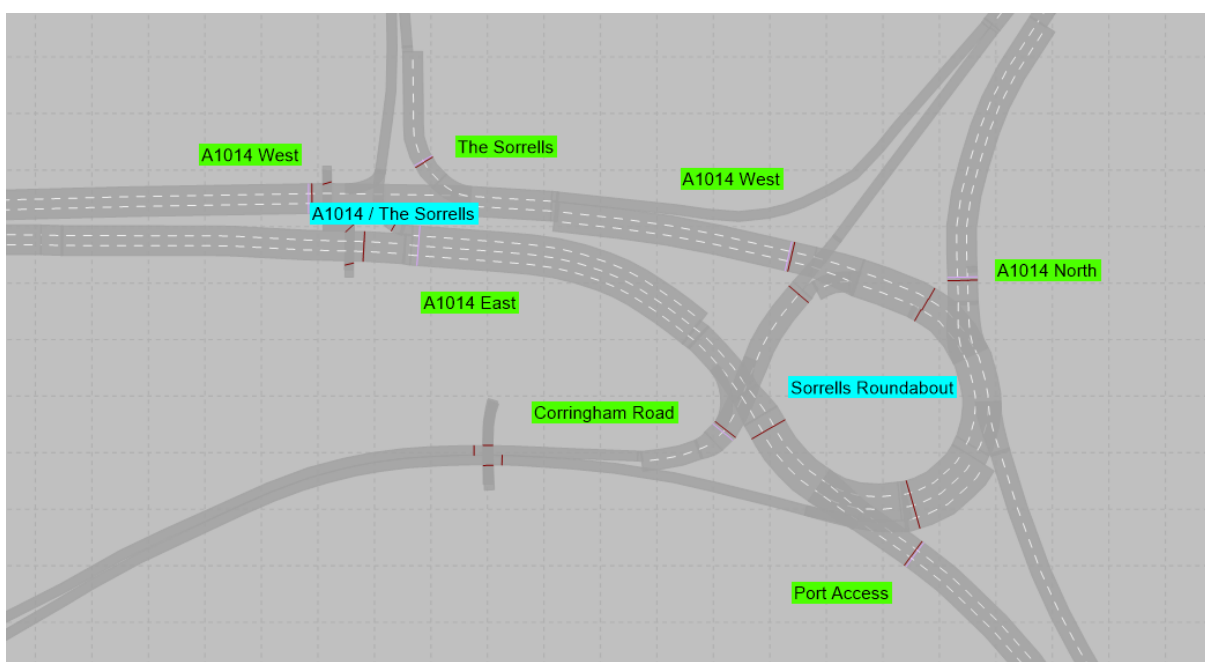 The Sorrells
A1014 West
A1014 West
A1014 / The Sorrells
A1014 North
A1014 East
Sorrells Roundabout
Corringham Road
Port Access